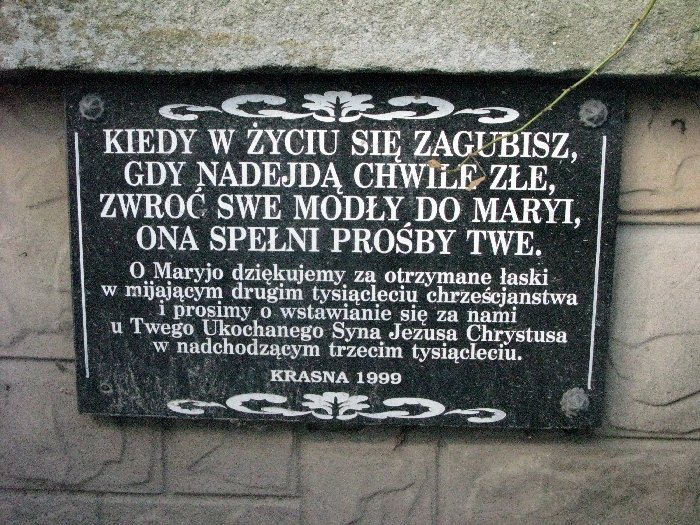 KIEDY W ŻYCIU SIĘ ZAGUBISZ,
GDY NADEJDĄ CHWILE ZŁE,
ZWROĆ SWE MODŁY DO MARYI,
ONA SPEŁNI PROŚBY TWE.
O Maryjo dziękujemy za otrzymane łaski
w mijającym drugim tysiącleciu chrześcjanstwa
i prosimy o wstawianie się za nami
u Twego Ukochanego Syna Jezusa Chrystusa
w nadchodzącym trzecim tysiącleciu.
KRASNA 1999